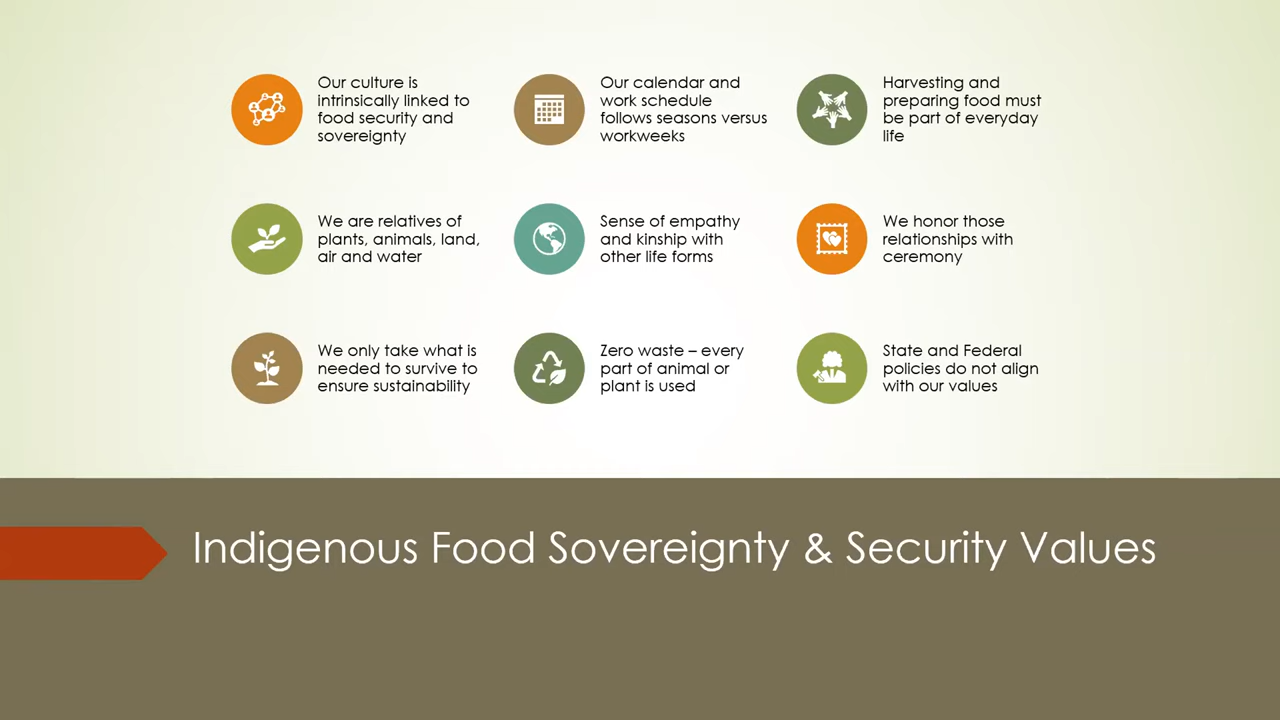 Our culture is
intrinsically linked to
food security and
sovereignty
Our calendar and
work schedule
follows seasons versus
workweeks
Harvesting and
preparing food must
be part of everyday
life
We are relatives of
plants, animals, land,
air and water
Sense of empathy
and kinship with
other life forms
We honor those
relationships with
ceremony
We only take what is
needed to survive to
ensure sustainability
Zero waste – every
part of animal or
plant is used
State and Federal
policies do not align
with our values
Indigenous Food Sovereignty & Security Values